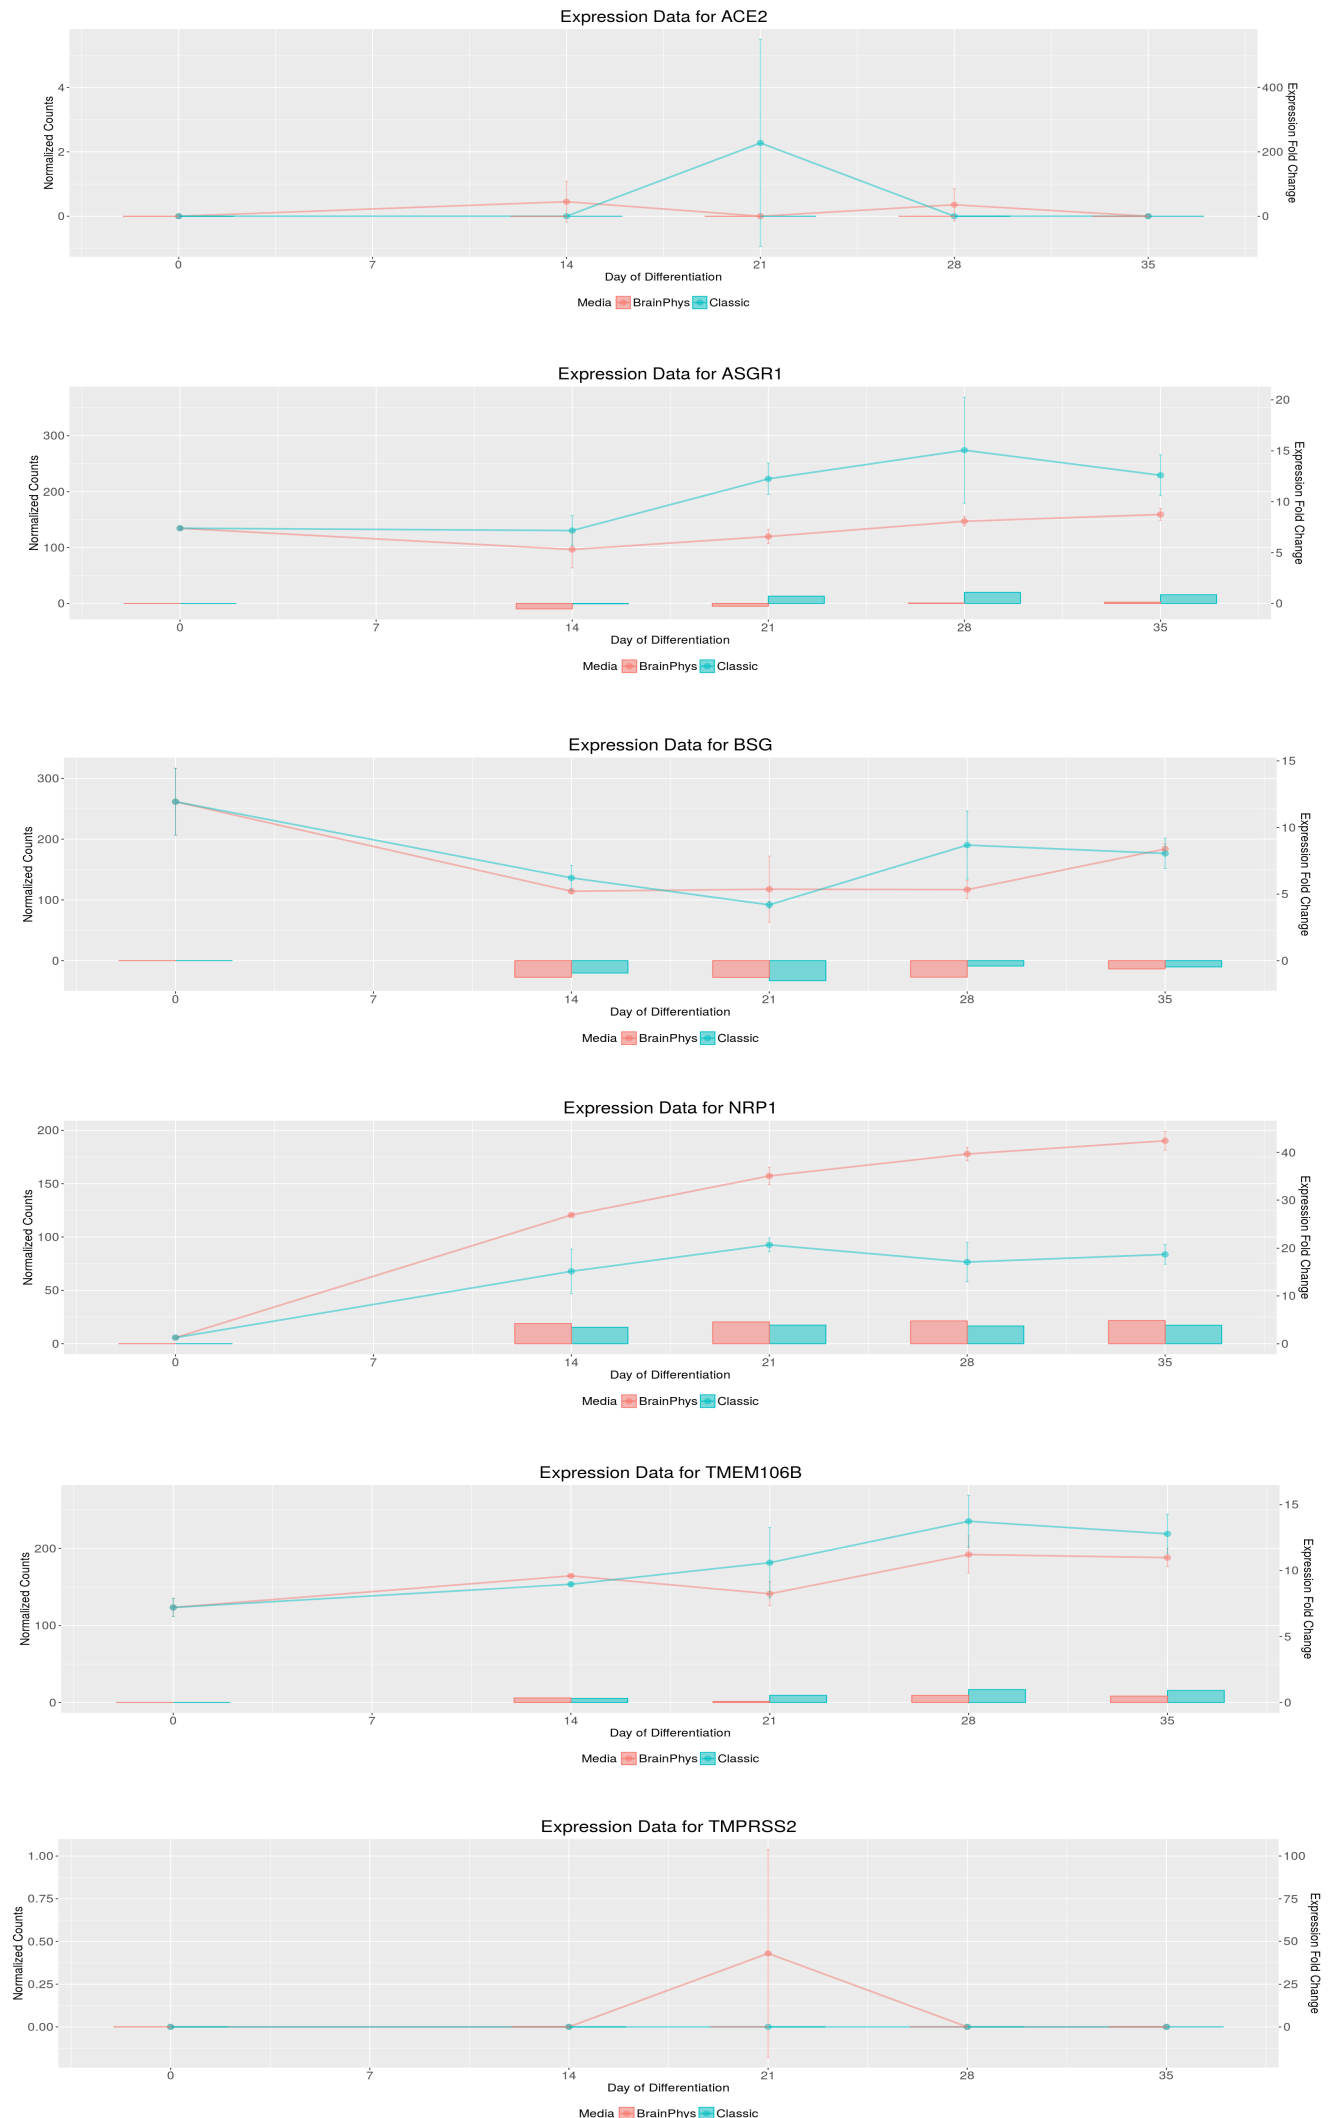 Expression Data for ACE2
Normalized Counts
4
2
0
400
200
0
Expression Fold Change
0 7 14 21 28 35
Day of Differentiation
Media BrainPhys Classic
Expression Data for ASGR1
Normalized Counts
300
200
100
0
20
15
10
5
0
Expression Fold Change
0 7 14 21 28 35
Day of Differentiation
Media BrainPhys Classic
Expression Data for BSG
Normalized Counts
300
200
100
0
15
10
5
0
Expression Fold Change
0 7 14 21 28 35
Day of Differentiation
Media BrainPhys Classic
Expression Data for NRP1
Normalized Counts
200
150
100
50
0
40
30
20
10
0
Expression Fold Change
0 7 14 21 28 35
Day of Differentiation
Media BrainPhys Classic
Expression Data for TMEM106B
Normalized Counts
200
100
0
15
10
5
0
Expression Fold Change
0 7 14 21 28 35
Day of Differentiation
Media BrainPhys Classic
Expression Data for TMPRSS2
Normalized Counts
1.00
0.75
0.50
0.25
0.00
100
75
50
25
0
Expression Fold Change
0 7 14 21 28 35
Day of Differentiation
Media BrainPhys Classic